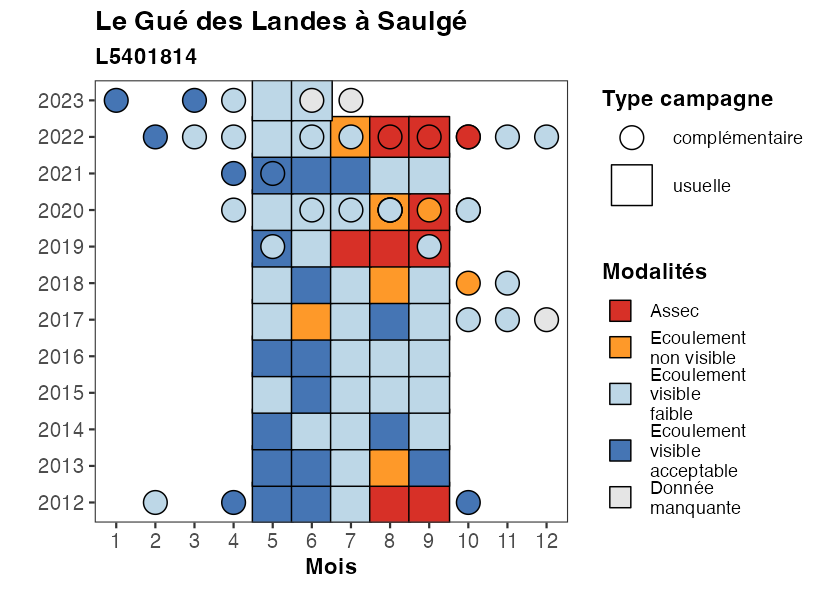 Le Gué des Landes à Saulgé
L5401814
2023
2022
2021
2020
2019
2018
2017
2016
2015
2014
2013
2012
1 2 3 4 5 6 7 8 9 10 11 12
Mois
Type campagne
complémentaire
usuelle
Modalités
Assec
Ecoulement
non visible
Ecoulement
visible
faible
Ecoulement
visible
acceptable
Donnée
manquante